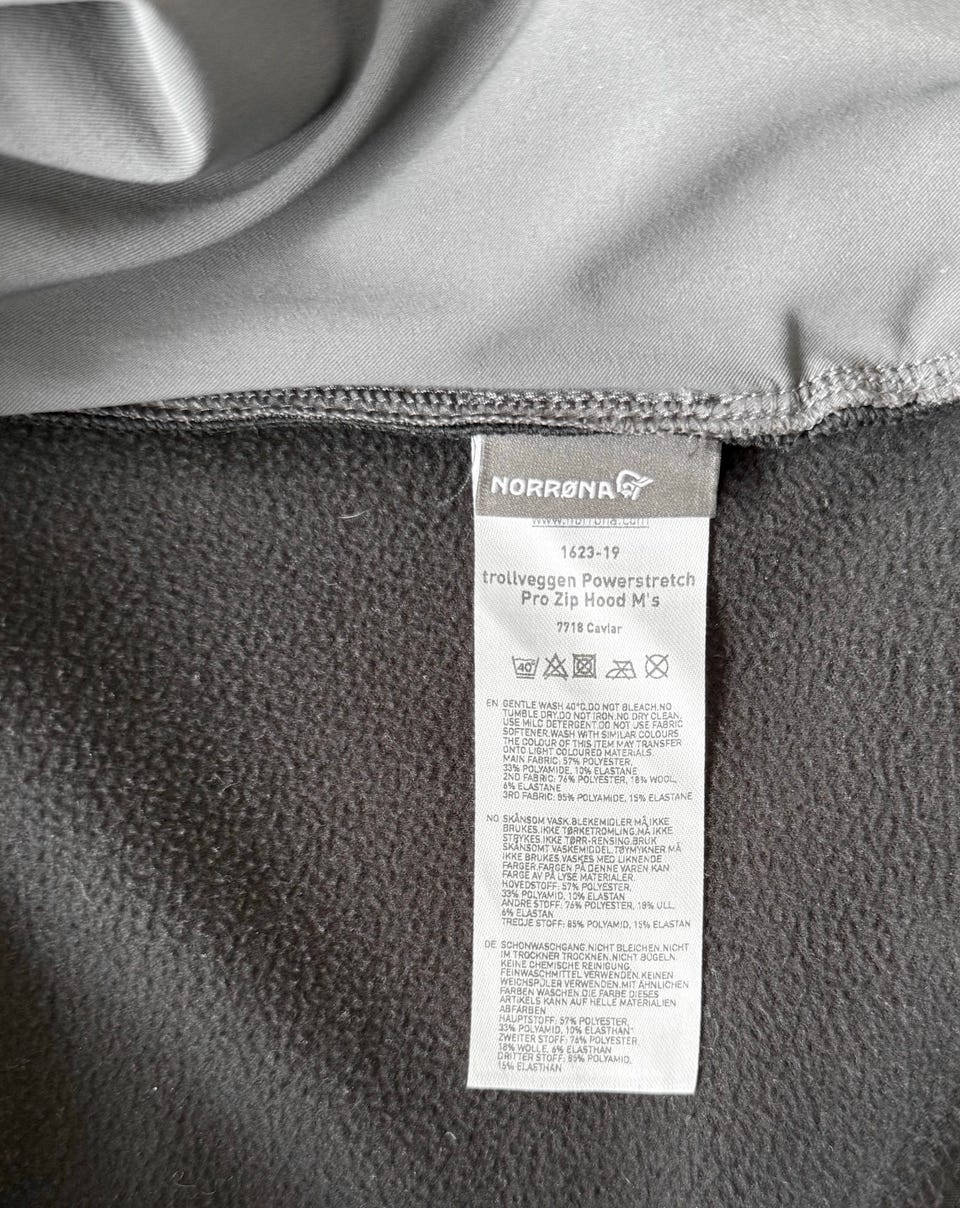 NORRØNA
www.norrona.com
1623-19
trollveggen Powerstretch
Pro Zip Hood M's
7718 Caviar
40°
EN GENTLE WASH 40°C.DO NOT BLEACH.NO
TUMBLE DRY.DO NOT IRON.NO DRY CLEAN.
USE MILD DETERGENT.DO NOT USE FABRIC
SOFTENER.WASH WITH SIMILAR COLOURS.
THE COLOUR OF THIS ITEM MAY TRANSFER
ONTO LIGHT COLOURED MATERIALS.
MAIN FABRIC: 57% POLYESTER,
33% POLYAMIDE, 10% ELASTANE
2ND FABRIC: 76% POLYESTER, 18% WOOL,
6% ELASTANE
3RD FABRIC: 85% POLYAMIDE, 15% ELASTANE
NO SKÅNSOM VASK.BLEKEMIDLER MÅ IKKE
BRUKES.IKKE TØRKETROMLING.MÅ IKKE
STRYKES.IKKE TØRR-RENSING.BRUK
SKÅNSOMT VASKEMIDDEL.TØYMYKNER MÅ
IKKE BRUKES.VASKES MED LIKNENDE
FARGER.FARGEN PÅ DENNE VAREN KAN
FARGE AV PÅ LYSE MATERIALER.
HOVEDSTOFF: 57% POLYESTER,
33% POLYAMID, 10% ELASTAN
ANDRE STOFF: 76% POLYESTER, 18% ULL,
6% ELASTAN
TREDJE STOFF: 85% POLYAMID, 15% ELASTAN
DE SCHONWASCHGANG.NICHT BLEICHEN.NICHT
IM TROCKNER TROCKNEN.NICHT BÜGELN.
KEINE CHEMISCHE REINIGUNG.
FEINWASCHMITTEL VERWENDEN.KEINEN
WEICHSPÜLER VERWENDEN.MIT ÄHNLICHEN
FARBEN WASCHEN.DIE FARBE DIESES
ARTIKELS KANN AUF HELLE MATERIALIEN
ABFÄRBEN
HAUPTSTOFF: 57% POLYESTER,
33% POLYAMID, 10% ELASTHAN
ZWEITER STOFF: 76% POLYESTER,
18% WOLLE, 6% ELASTHAN
DRITTER STOFF: 85% POLYAMID,
15% ELASTHAN